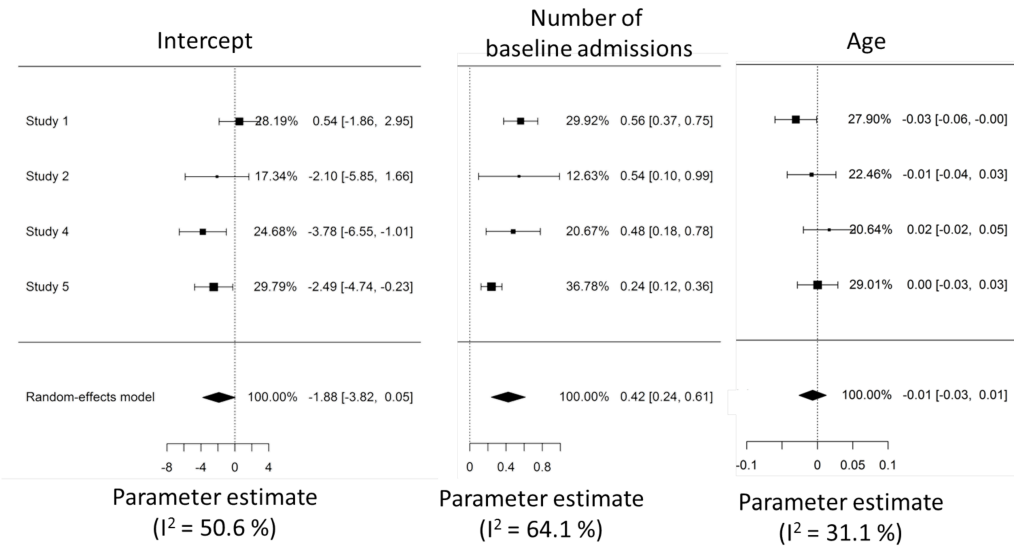 Intercept
Number of
baseline admissions
Age
Study 1 28.19% 0.54 [-1.86, 2.95] 29.92% 0.56 [0.37, 0.75] 27.90% -0.03 [-0.06, -0.00]
Study 2 17.34% -2.10 [-5.85, 1.66] 12.63% 0.54 [0.10, 0.99] 22.46% -0.01 [-0.04, 0.03]
Study 4 24.68% -3.78 [-6.55, -1.01] 20.67% 0.48 [0.18, 0.78] 20.64% 0.02 [-0.02, 0.05]
Study 5 29.79% -2.49 [-4.74, -0.23] 36.78% 0.24 [0.12, 0.36] 29.01% 0.00 [-0.03, 0.03]
Random-effects model 100.00% -1.88 [-3.82, 0.05] 100.00% 0.42 [0.24, 0.61] 100.00% -0.01 [-0.03, 0.01]
-8 -4 0 4 0 0.4 0.8 -0.1 0 0.05 0.1
Parameter estimate Parameter estimate Parameter estimate
(I² = 50.6 %) (I² = 64.1 %) (I² = 31.1 %)